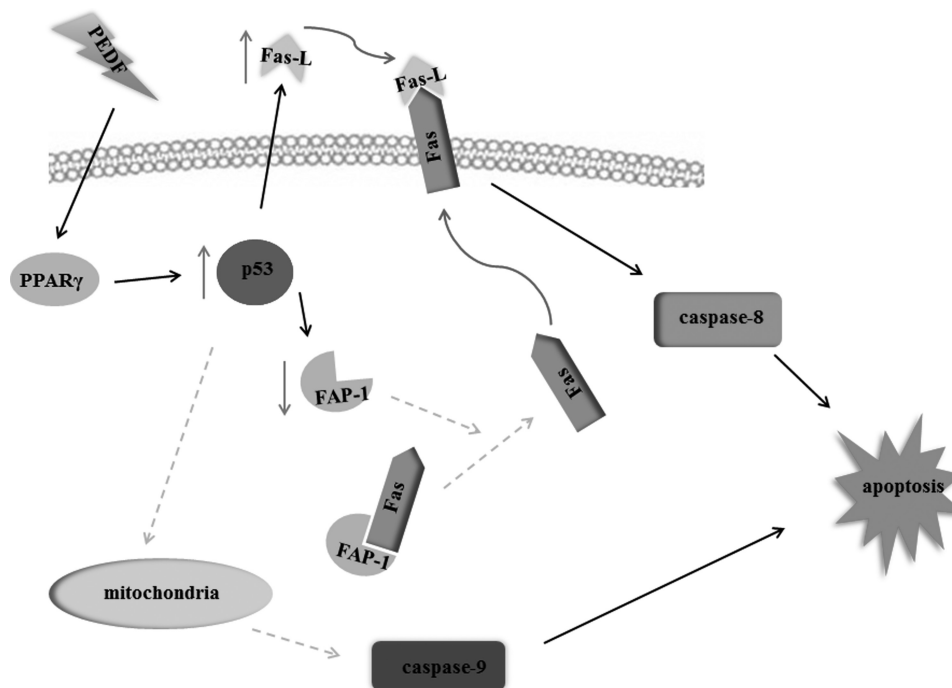 PEDF
Fas-L
Fas-L
Fas
PPARγ
p53
caspase-8
FAP-1
Fas
Fas
FAP-1
apoptosis
mitochondria
caspase-9